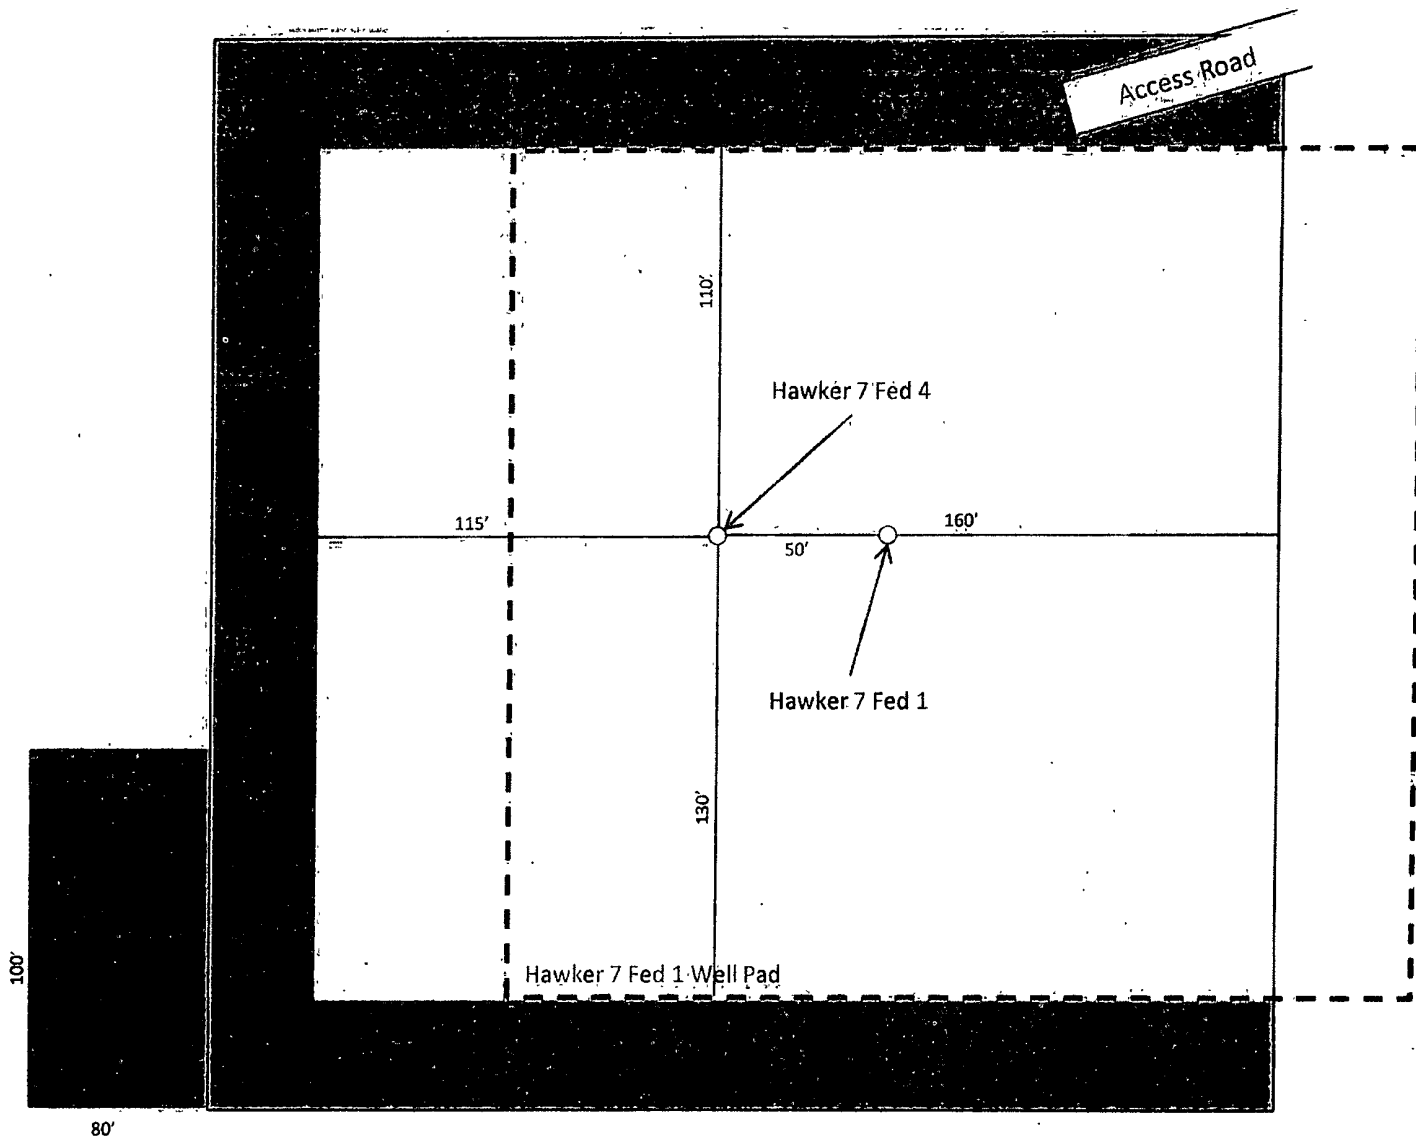 Access Road
110'
Hawker 7 Fed 4
115'
160'
50'
Hawker 7 Fed 1
130'
Hawker 7 Fed 1 Well Pad
100'
80'